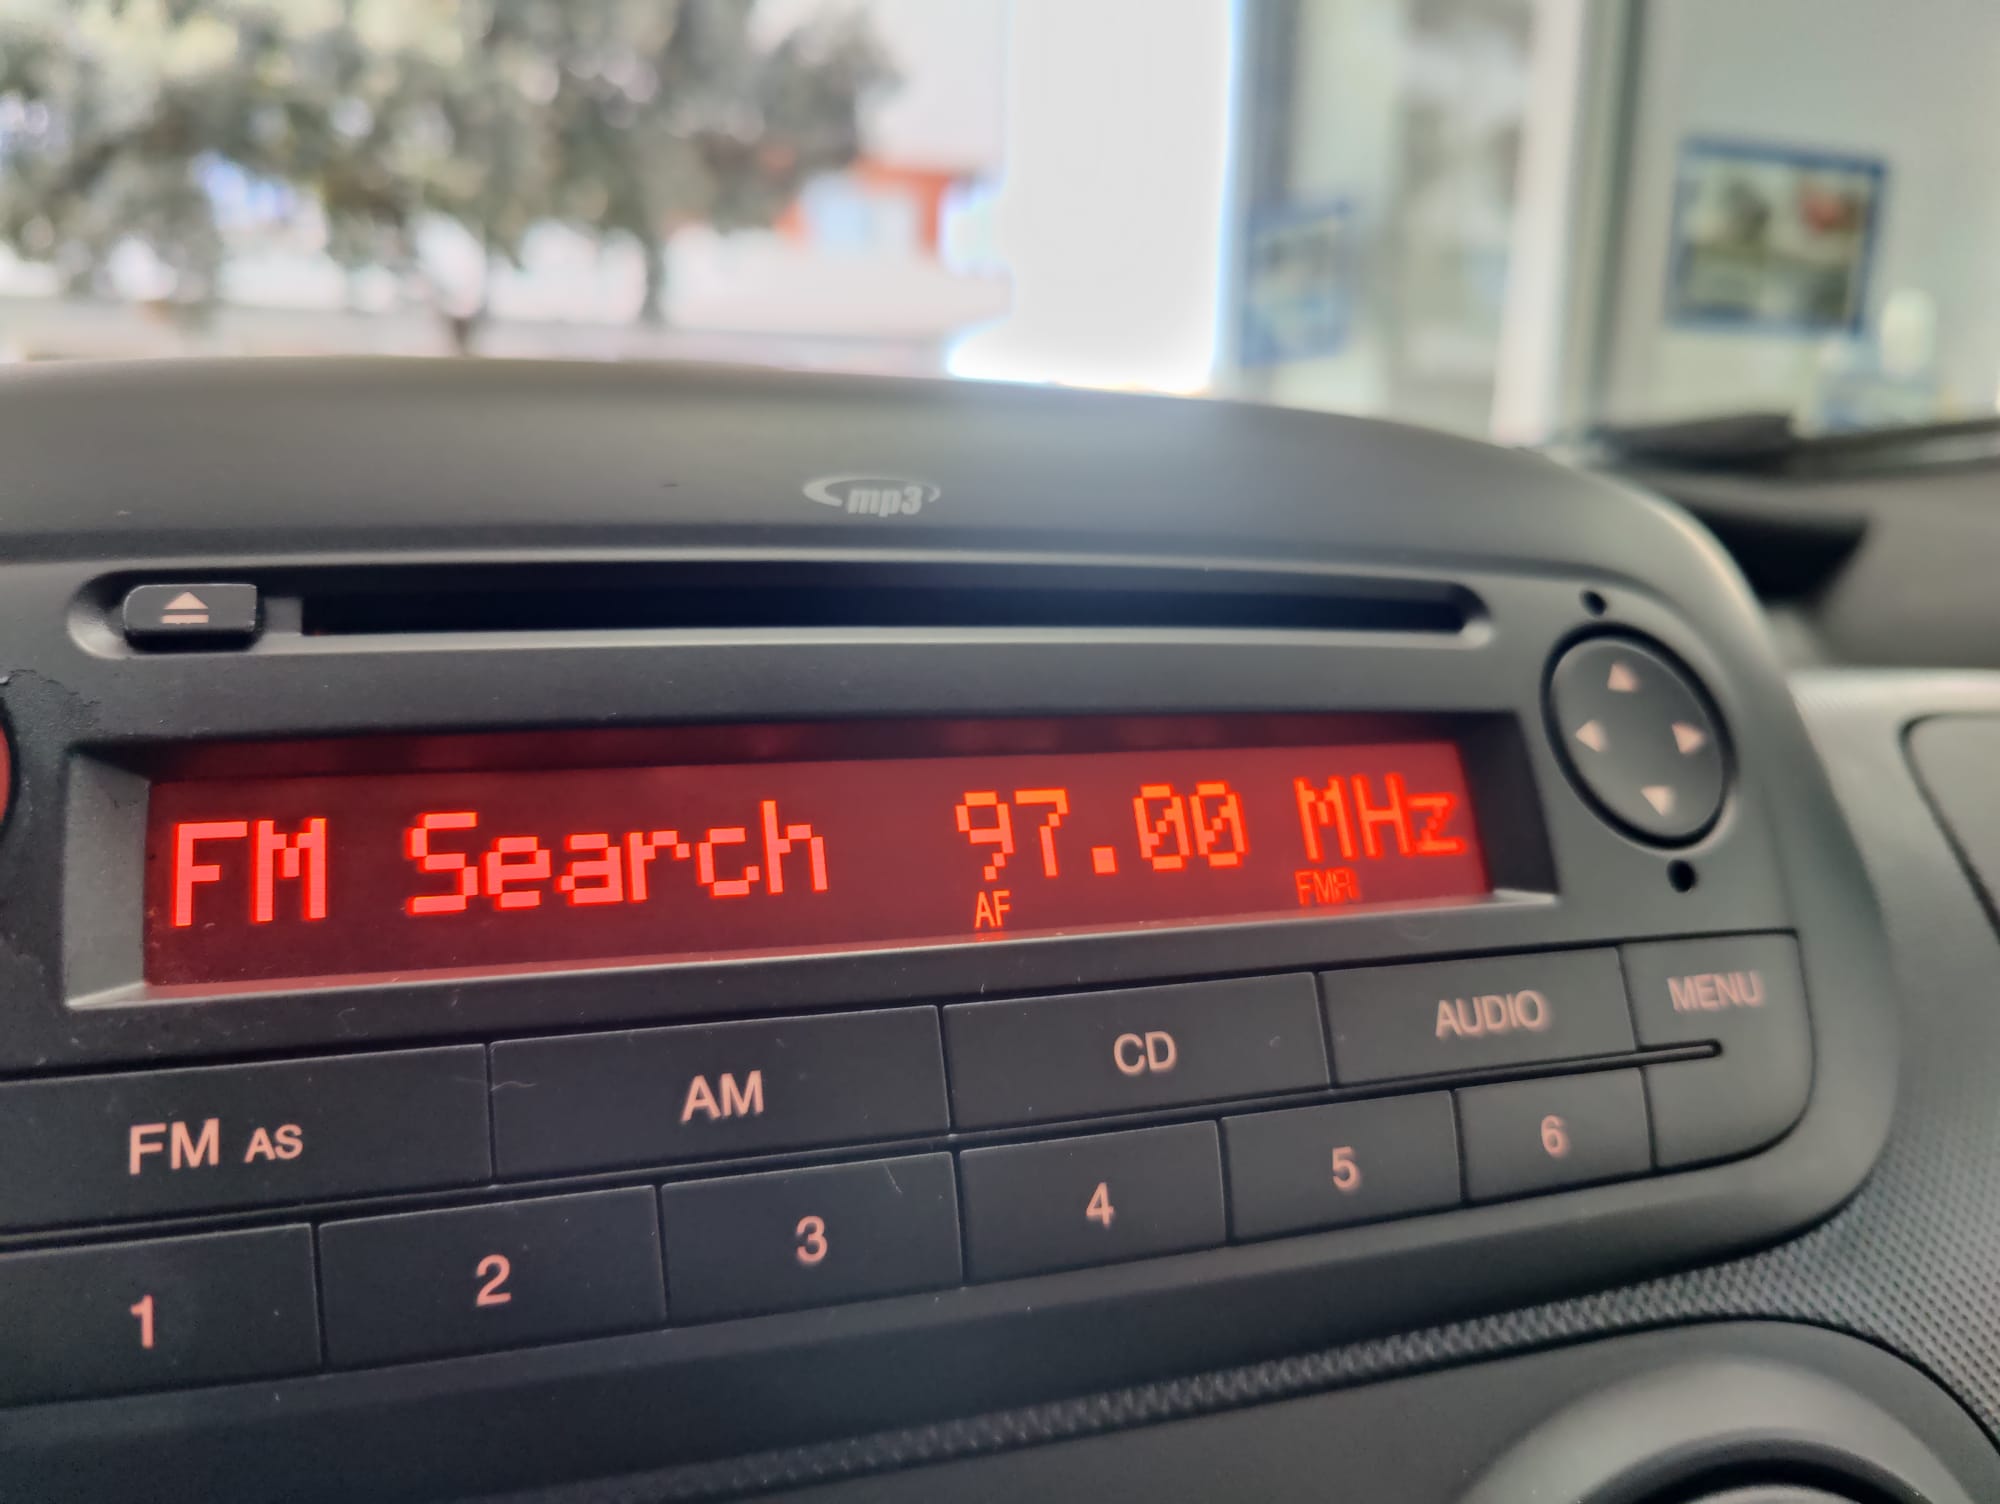 mp3
FM Search 97.00 MHz
AF
FM AS AM CD AUDIO MENU
1 2 3 4 5 6